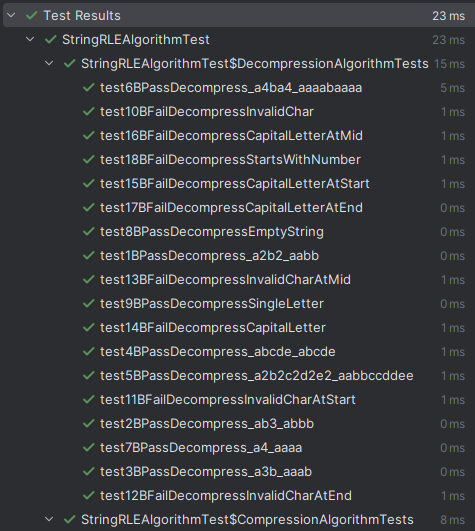 Test Results 23 ms
StringRLEAlgorithmTest 23 ms
StringRLEAlgorithmTest$DecompressionAlgorithmTests 15 ms
test6BPassDecompress_a4ba4_aaaabaaaa 5 ms
test10BFailDecompressInvalidChar 1 ms
test16BFailDecompressCapitalLetterAtMid 1 ms
test18BFailDecompressStartsWithNumber 1 ms
test15BFailDecompressCapitalLetterAtStart 1 ms
test17BFailDecompressCapitalLetterAtEnd 0 ms
test8BPassDecompressEmptyString 0 ms
test1BPassDecompress_a2b2_aabb 0 ms
test13BFailDecompressInvalidCharAtMid 1 ms
test9BPassDecompressSingleLetter 0 ms
test14BFailDecompressCapitalLetter 1 ms
test4BPassDecompress_abcde_abcde 1 ms
test5BPassDecompress_a2b2c2d2e2_aabbccddee 1 ms
test11BFailDecompressInvalidCharAtStart 1 ms
test2BPassDecompress_ab3_abbb 0 ms
test7BPassDecompress_a4_aaaa 0 ms
test3BPassDecompress_a3b_aaab 0 ms
test12BFailDecompressInvalidCharAtEnd 1 ms
StringRLEAlgorithmTest$CompressionAlgorithmTests 8 ms